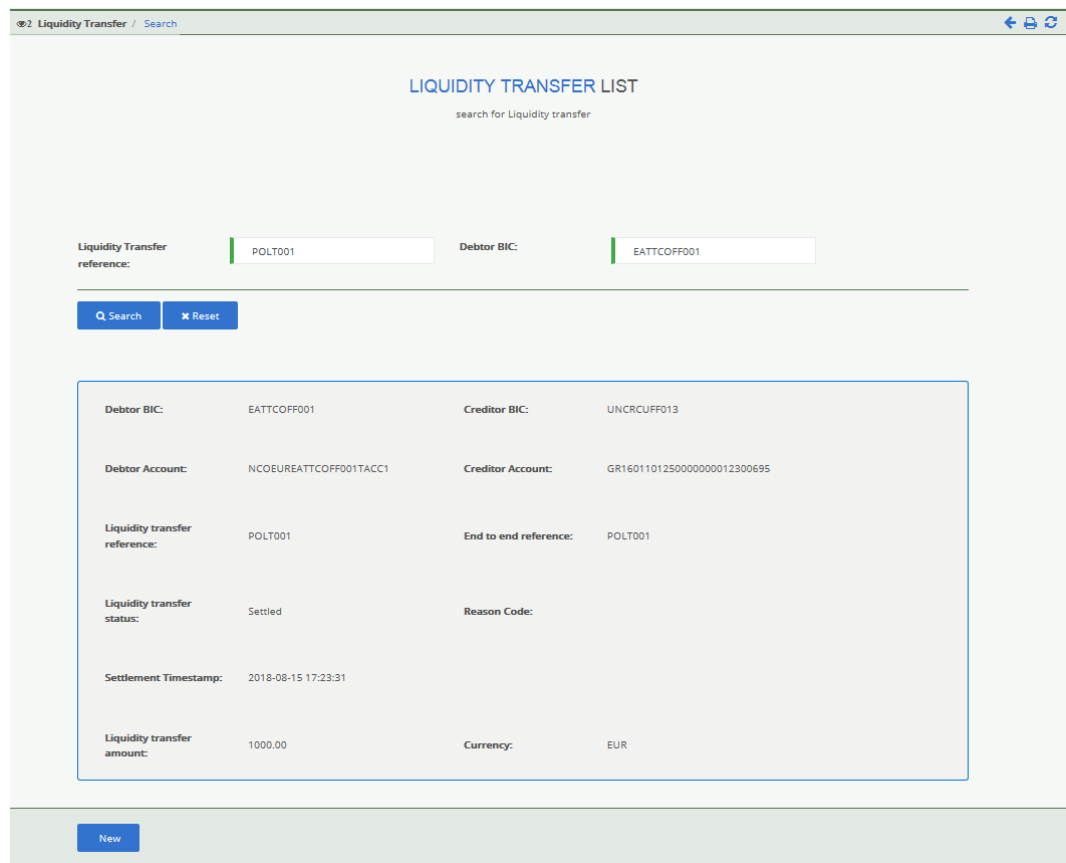 2 Liquidity Transfer / Search
LIQUIDITY TRANSFER LIST
search for Liquidity transfer
Liquidity Transfer
reference:
POLT001
Debtor BIC:
EATTCOFF001
Search
Reset
Debtor BIC:
EATTCOFF001
Creditor BIC:
UNCRCUFF013
Debtor Account:
NCOEUREATTCOFF001TACC1
Creditor Account:
GR1601101250000000012300695
Liquidity transfer
reference:
POLT001
End to end reference:
POLT001
Liquidity transfer
status:
Settled
Reason Code:
Settlement Timestamp:
2018-08-15 17:23:31
Liquidity transfer
amount:
1000.00
Currency:
EUR
New